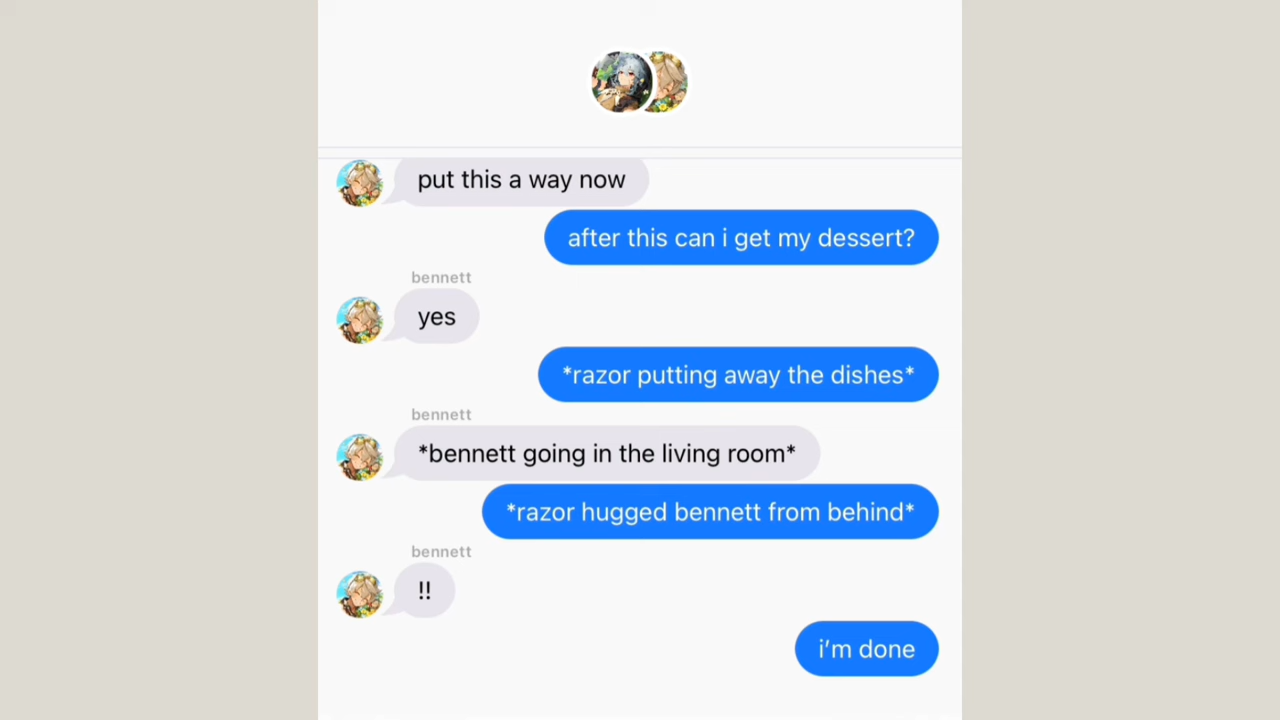 put this a way now
after this can i get my dessert?
bennett
yes
*razor putting away the dishes*
bennett
*bennett going in the living room*
*razor hugged bennett from behind*
bennett
!!
i’m done